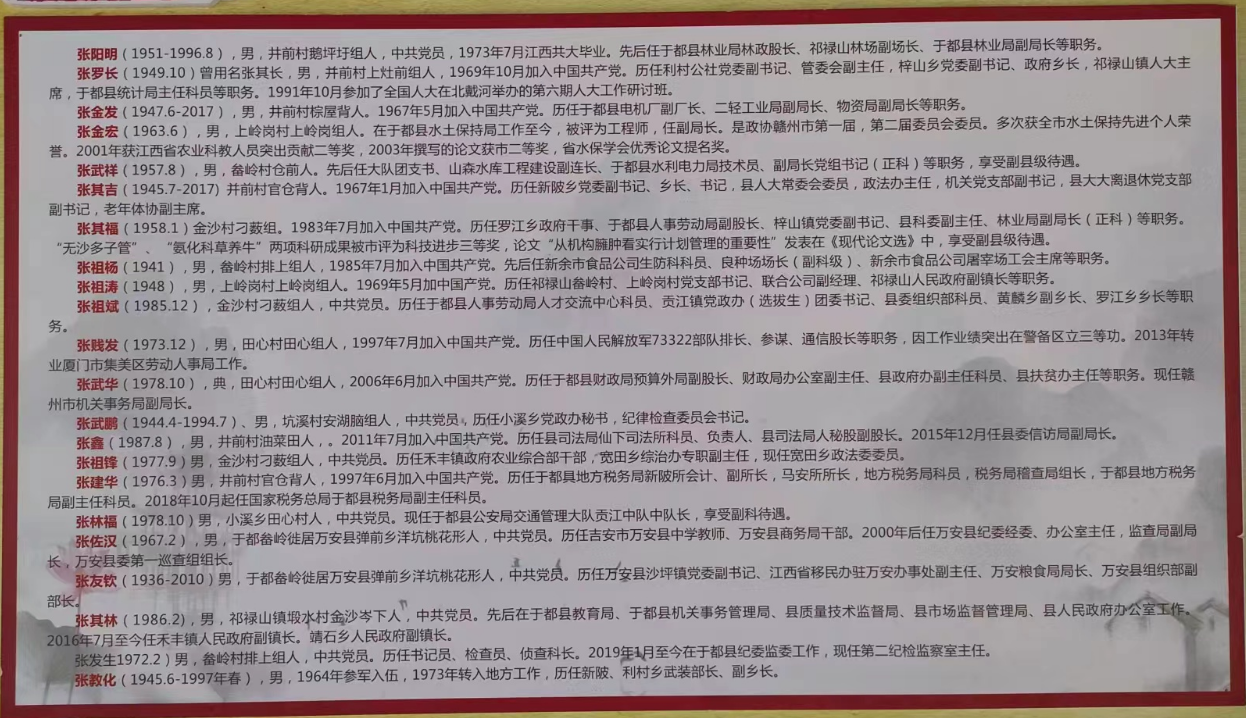 张阳明（1951-1996.8），男，井前村鹅坪圩组人，中共党员，1973年7月江西共大毕业。先后任于都县林业局林政股长、祁禄山林场副场长、于都县林业局副局长等职务。
张罗长（1949.10）曾用名张其长，男，并前村上灶前组人，1969年10月加入中国共产党。历任利村公社党委副书记、管委会副主任，梓山乡党委副书记、政府乡长，祁禄山镇人大主
席，于都县统计局主任科员等职务。1991年10月参加了全国人大在北戴河举办的第六期人大工作研讨班。
张金发（1947.6-2017），男，井前村棕屋背人。1967年5月加入中国共产党。历任于都县电机厂副厂长、二轻工业局副局长、物资局副局长等职务。
张金宏（1963.6），男，上岭岗村上岭岗组人。在于都县水土保持局工作至今，被评为工程师，任副局长。是政协赣州市第一届，第二届委员会委员。多次获全市水土保持先进个人荣
誉。2001年获江西省农业科教人员突出贡献二等奖，2003年撰写的论文获市二等奖，省水保学会优秀论文提名奖。
张武祥（1957.8），男，畚岭村仓前人。先后任大队团支书、山森水库工程建设副连长、于都县水利电力局技术员、副局长党组书记（正科）等职务，享受副县级待遇。
张其吉（1945.7-2017）并前村官仓背人。1967年1月加入中国共产党。历任新陂乡党委副书记、乡长、书记，县人大常委会委员，政法办主任，机关党支部副书记，县大大离退休党支部
副书记，老年体协副主席。
张其福（1958.1）金沙村刁蔹组。1983年7月加入中国共产党。历任罗江乡政府干事、于都县人事劳动局副股长、梓山镇党委副书记、县科委副主任、林业局副局长（正科）等职务。
“无沙多子管”、“氨化科草养牛”两项科研成果被市评为科技进步三等奖，论文“从机构臃肿看实行计划管理的重要性”发表在《现代论文选》中，享受副县级待遇。
张祖杨（1941），男，畚岭村排上组人，1985年7月加入中国共产党。先后任新余市食品公司生防科科员、良种场场长（副科级）、新余市食品公司屠宰场工会主席等职务。
张祖涛（1948），男，上岭岗村上岭岗组人。1969年5月加中国共产党。历任祁禄山畚岭村、上岭岗村党支部书记、联合公司副经理、祁禄山人民政府副镇长等职务。
张祖斌（1985.12），金沙村刁蔹组人，中共党员。历任于都县人事劳动局人才交流中心科员、贡江镇党政办（选拔生）团委书记、县委组织部科员、黄麟乡副乡长、罗江乡乡长等职
务。
张贱发（1973.12），男，田心村田心组人，1997年7月加入中国共产党。历任中国人民解放军73322部队排长、参谋、通信股长等职务，因工作业绩突出在警备区立三等功。2013年转
业厦门市集美区劳动人事局工作。
张武华（1978.10），典，田心村田心组人，2006年6月加入中国共产党。历任于都县财政局预算外局副股长、财政局办公室副主任、县政府办副主任科员、县扶贫办主任等职务。现任赣
州市机关事务局副局长。
张武鹏（1944.4-1994.7）、男，坑溪村安湖脑组人，中共党员。历任小溪乡党政办秘书，纪律检查委员会书记。
张鑫（1987.8），男，井前村油菜田人，。2011年7月加入中国共产党。历任县司法局仙下司法所科员、负责人、县司法局人秘股副股长。2015年12月任县委信访局副局长。
张祖锋（1977.9）男，金沙村刁蔹组人，中共党员。历任禾丰镇政府农业综合部干部，宽田乡综治办专职副主任，现任宽田乡政法委委员。
张建华（1976.3）男，井前村官仓背人，1997年6月加入中国共产党。历任于都县地方税务局新陂所会计、副所长，马安所所长，地方税务局科员，税务局稽查局组长，于都县地方税务
局副主任科员。2018年10月起任国家税务总局于都县税务局副主任科员。
张林福（1978.10）男，小溪乡田心村人，中共党员。现任于都县公安局交通管理大队贡江中队中队长，享受副科待遇。
张佐汉（1967.2），男，于都畚岭徙居万安县弹前乡洋坑桃花形人，中共党员。历任吉安市万安县中学教师、万安县商务局干部。2000年后任万安县纪委经委、办公室主任，监查局副局
长，万安县委第一巡查组组长。
张友钦（1936-2010）男，于都畚岭徙居万安县弹前乡洋坑桃花形人，中共党员。历任万安县沙坪镇党委副书记、江西省移民办驻万安办事处副主任、万安粮食局局长、万安县组织部副
部长。
张其林（1986.2），男，祁禄山镇塅水村金沙岑下人，中共党员。先后在于都县教育局、于都县机关事务管理局、县质量技术监督局、县市场监督管理局、县人民政府办公室工作。
2016年7月至今任禾丰镇人民政府副镇长。靖石乡人民政府副镇长。
张发生1972.2）男，畚岭村排上组人，中共党员。历任书记员、检查员、侦查科长。2019年1月至今在于都县纪委监委工作，现任第二纪检监察室主任。
张教化（1945.6-1997年春），男，1964年参军入伍，1973年转入地方工作，历任新陂、利村乡武装部长、副乡长。